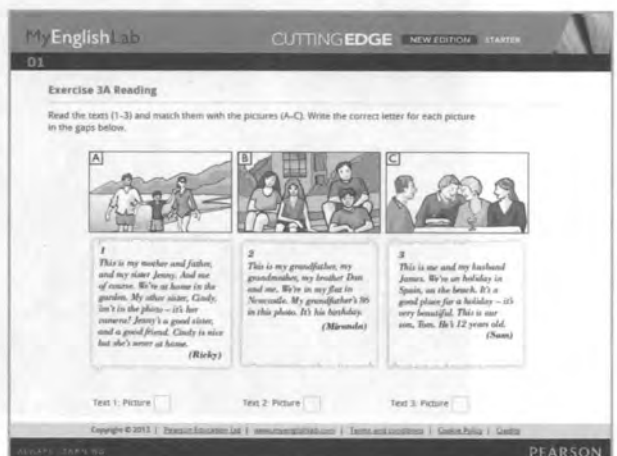 MyEnglishLab CUTTINGEDGE NEW EDITION STARTER
01
Exercise 3A Reading
Read the texts (1–3) and match them with the pictures (A–C). Write the correct letter for each picture
in the gaps below.
A B C
1
This is my mother and father,
and my sister Jenny. And me
of course. We're at home in the
garden. My other sister, Cindy,
isn't in the photo – it's her
camera! Jenny's a good sister,
and a good friend. Cindy is nice
but she's never at home.
(Ricky)
2
This is my grandfather, my
grandmother, my brother Dan
and me. We're in my flat in
Newcastle. My grandfather's 86
in this photo. It's his birthday.
(Miranda)
3
This is me and my husband
James. We're on holiday in
Spain, on the beach. It's a
good place for a holiday – it's
very beautiful. This is our
son, Tom. He's 12 years old.
(Sam)
Text 1: Picture Text 2: Picture Text 3: Picture
Copyright © 2013 | Pearson Education Ltd | www.myenglishlab.com | Terms and conditions | Cookie Policy | Credits
ALWAYS LEARNING PEARSON